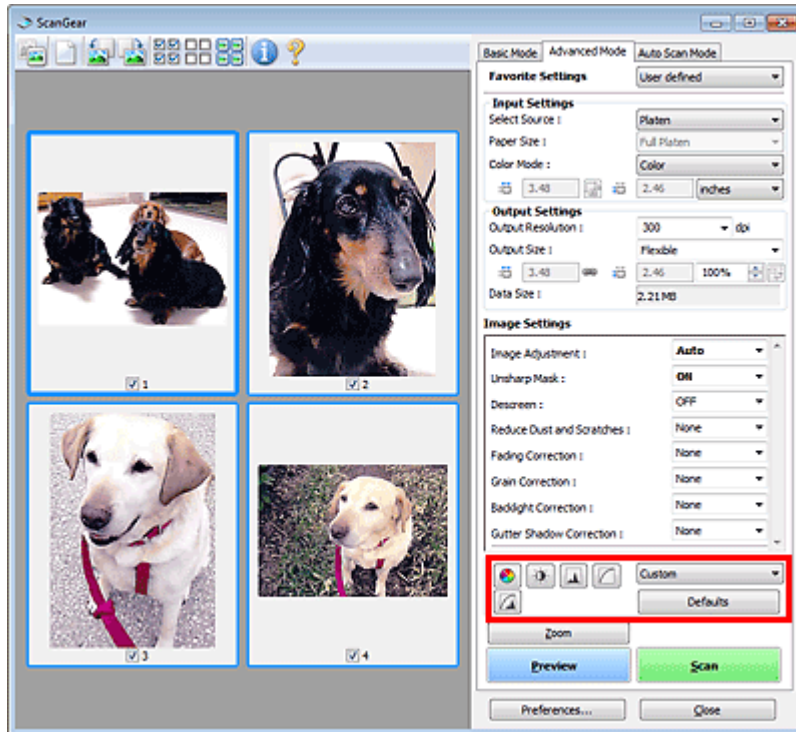 ScanGear
Basic Mode Advanced Mode Auto Scan Mode
Favorite Settings User defined
Input Settings
Select Source : Platen
Paper Size : Full Platen
Color Mode : Color
3.48 2.46 inches
Output Settings
Output Resolution : 300 dpi
Output Size : Flexible
3.48 2.46 100%
Data Size : 2.21MB
Image Settings
Image Adjustment : Auto
Unsharp Mask : ON
Descreen : OFF
Reduce Dust and Scratches : None
Fading Correction : None
Grain Correction : None
Backlight Correction : None
Gutter Shadow Correction : None
Custom
Defaults
Zoom
Preview Scan
Preferences... Close
1 2
3 4